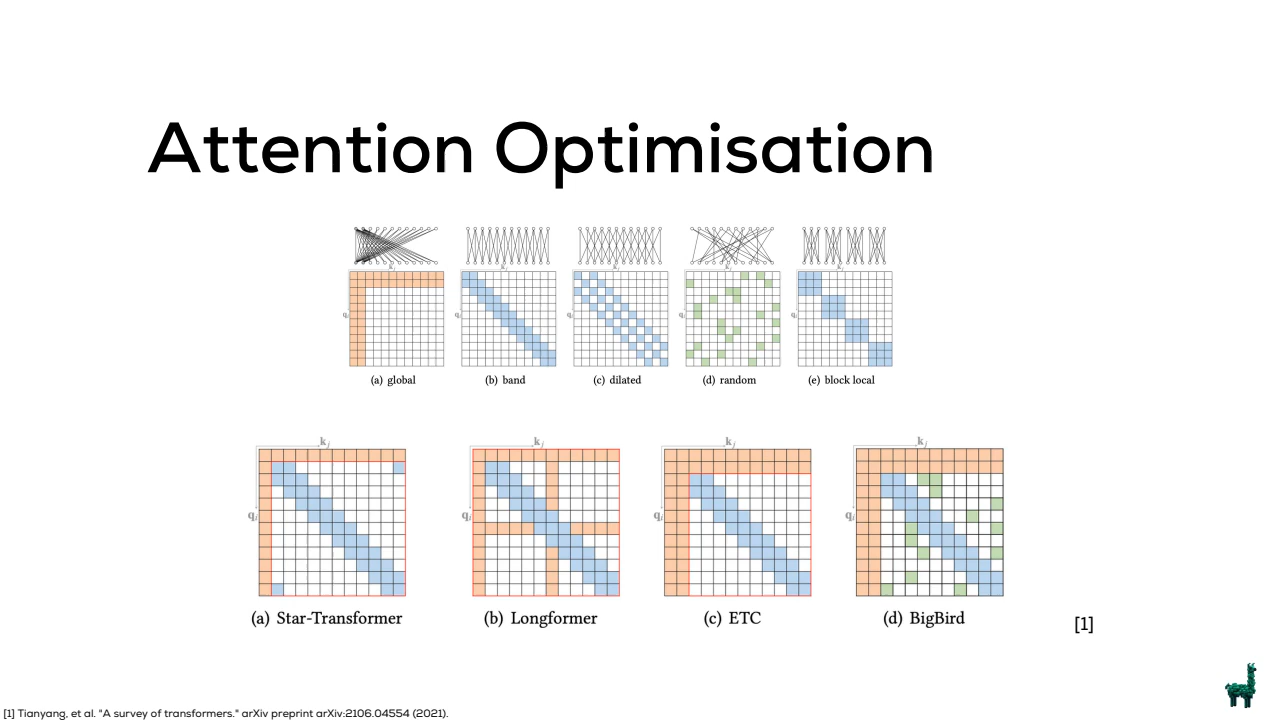 Attention Optimisation
k j k j k j k j k j
q i q i q i q i q i
(a) global (b) band (c) dilated (d) random (e) block local
k j k j k j k j
q i q i q i q i
(a) Star-Transformer (b) Longformer (c) ETC (d) BigBird
[1]
[1] Tianyang, et al. "A survey of transformers." arXiv preprint arXiv:2106.04554 (2021).